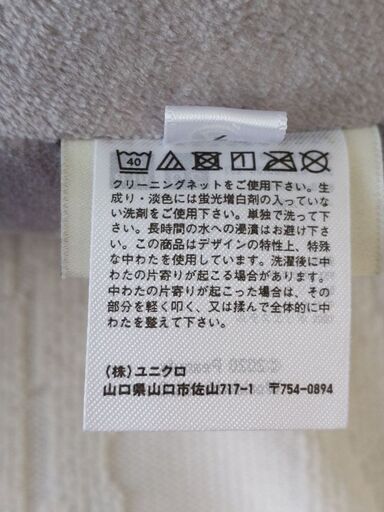 40
クリーニングネットをご使用下さい。生
成り・淡色には蛍光増白剤の入っていな
い洗剤をご使用下さい。単独で洗って下
さい。長時間の水への浸漬はお避け下さ
い。この商品はデザインの特性上、特殊
な中わたを使用しています。洗濯後に中
わたの片寄りが起こる場合があります。
中わたの片寄りが起こった場合は、その
部分を軽く叩く、又は揉んで全体的に中
わたを整えて下さい。
(株)ユニクロ
山口県山口市佐山717-1 〒754-0894